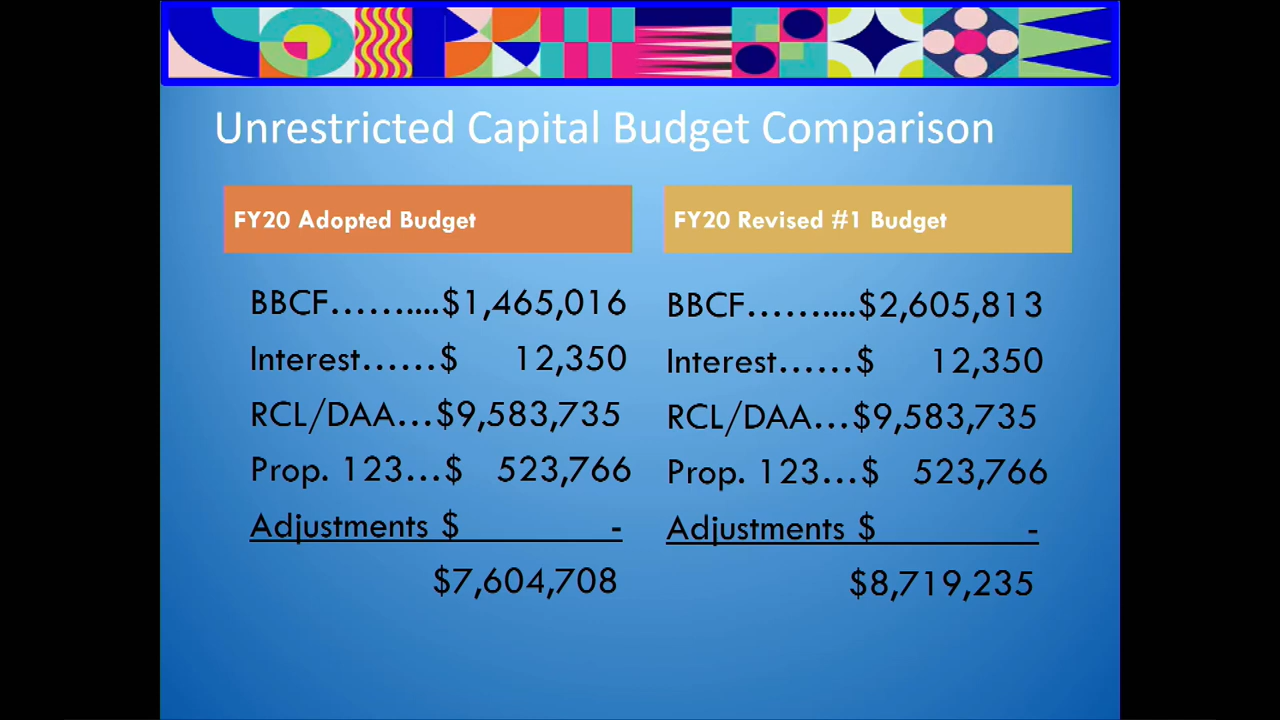 Unrestricted Capital Budget Comparison
FY20 Adopted Budget
BBCF……....$1,465,016
Interest……$ 12,350
RCL/DAA…$9,583,735
Prop. 123…$ 523,766
Adjustments $ -
$7,604,708
FY20 Revised #1 Budget
BBCF……....$2,605,813
Interest……$ 12,350
RCL/DAA…$9,583,735
Prop. 123…$ 523,766
Adjustments $ -
$8,719,235